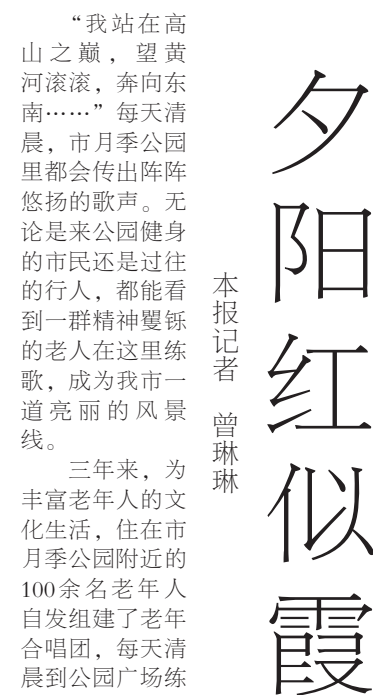 夕阳红似霞
本报记者 曾琳琳
“我站在高
山之巅，望黄
河滚滚，奔向东
南……”每天清
晨，市月季公园
里都会传出阵阵
悠扬的歌声。无
论是来公园健身
的市民还是过往
的行人，都能看
到一群精神矍铄
的老人在这里练
歌，成为我市一
道亮丽的风景
线。
三年来，为
丰富老年人的文
化生活，住在市
月季公园附近的
100余名老年人
自发组建了老年
合唱团，每天清
晨到公园广场练